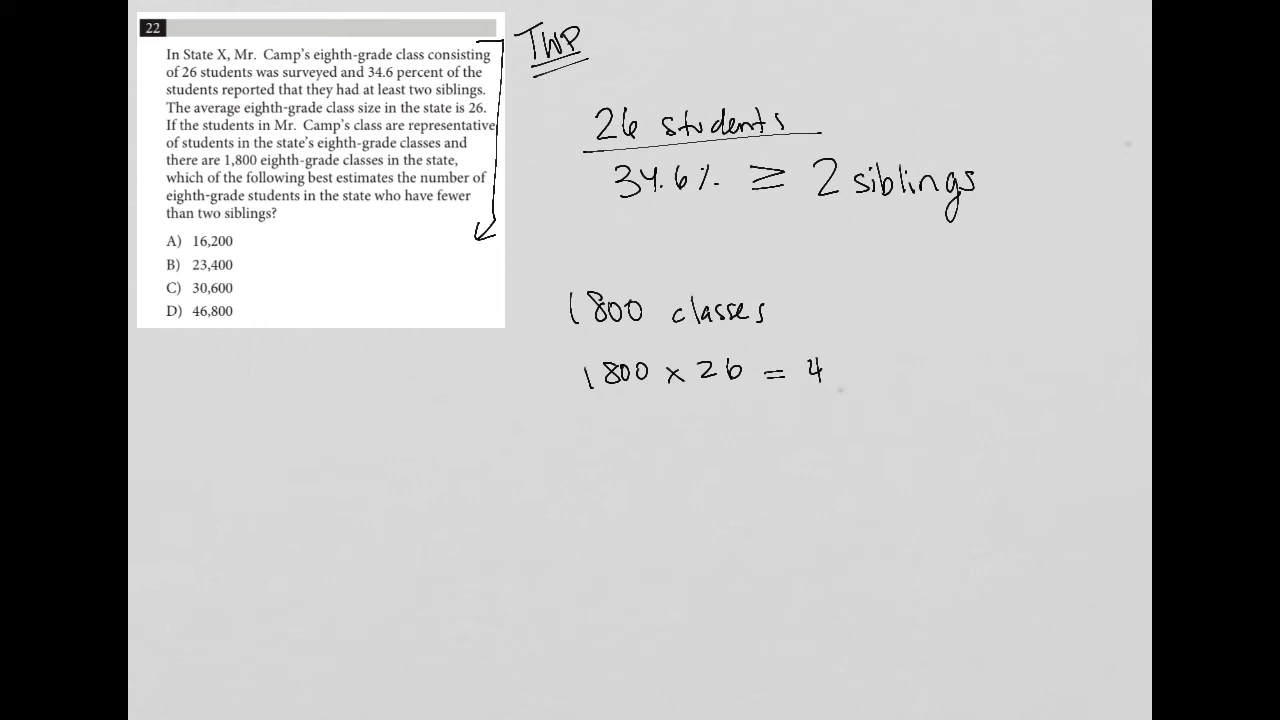 22
In State X, Mr. Camp's eighth-grade class consisting
of 26 students was surveyed and 34.6 percent of the
students reported that they had at least two siblings.
The average eighth-grade class size in the state is 26.
If the students in Mr. Camp's class are representative
of students in the state's eighth-grade classes and
there are 1,800 eighth-grade classes in the state,
which of the following best estimates the number of
eighth-grade students in the state who have fewer
than two siblings?
A) 16,200
B) 23,400
C) 30,600
D) 46,800
TWP
26 students
34.6% ≥ 2 siblings
1800 classes
1800 x 26 = 4